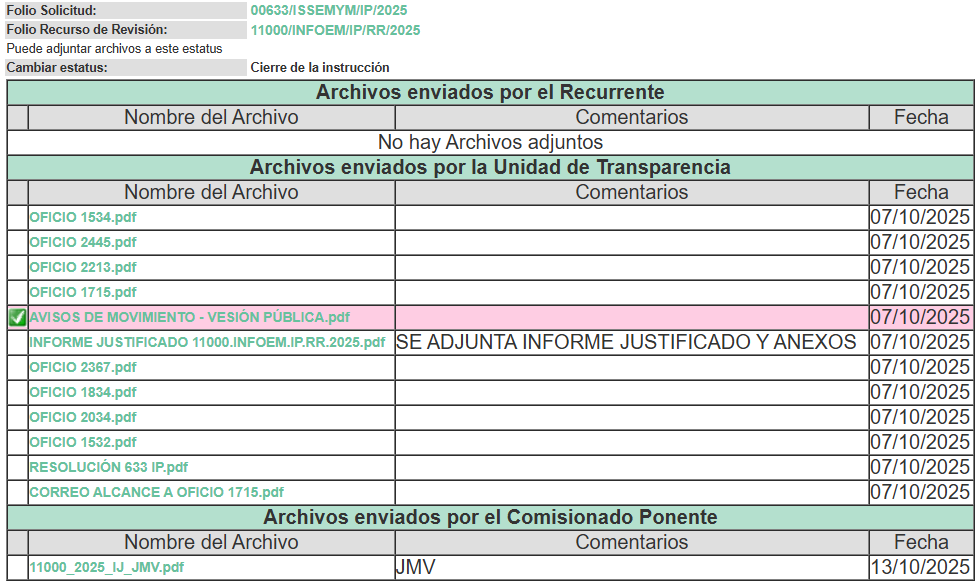 Folio Solicitud: 00633/ISSEMYM/IP/2025
Folio Recurso de Revisión: 11000/INFOEM/IP/RR/2025
Puede adjuntar archivos a este estatus
Cambiar estatus: Cierre de la instrucción
Archivos enviados por el Recurrente
Nombre del Archivo Comentarios Fecha
No hay Archivos adjuntos
Archivos enviados por la Unidad de Transparencia
Nombre del Archivo Comentarios Fecha
OFICIO 1534.pdf 07/10/2025
OFICIO 2445.pdf 07/10/2025
OFICIO 2213.pdf 07/10/2025
OFICIO 1715.pdf 07/10/2025
AVISOS DE MOVIMIENTO - VESIÓN PÚBLICA.pdf 07/10/2025
INFORME JUSTIFICADO 11000.INFOEM.IP.RR.2025.pdf SE ADJUNTA INFORME JUSTIFICADO Y ANEXOS 07/10/2025
OFICIO 2367.pdf 07/10/2025
OFICIO 1834.pdf 07/10/2025
OFICIO 2034.pdf 07/10/2025
OFICIO 1532.pdf 07/10/2025
RESOLUCIÓN 633 IP.pdf 07/10/2025
CORREO ALCANCE A OFICIO 1715.pdf 07/10/2025
Archivos enviados por el Comisionado Ponente
Nombre del Archivo Comentarios Fecha
11000_2025_IJ_JMV.pdf JMV 13/10/2025